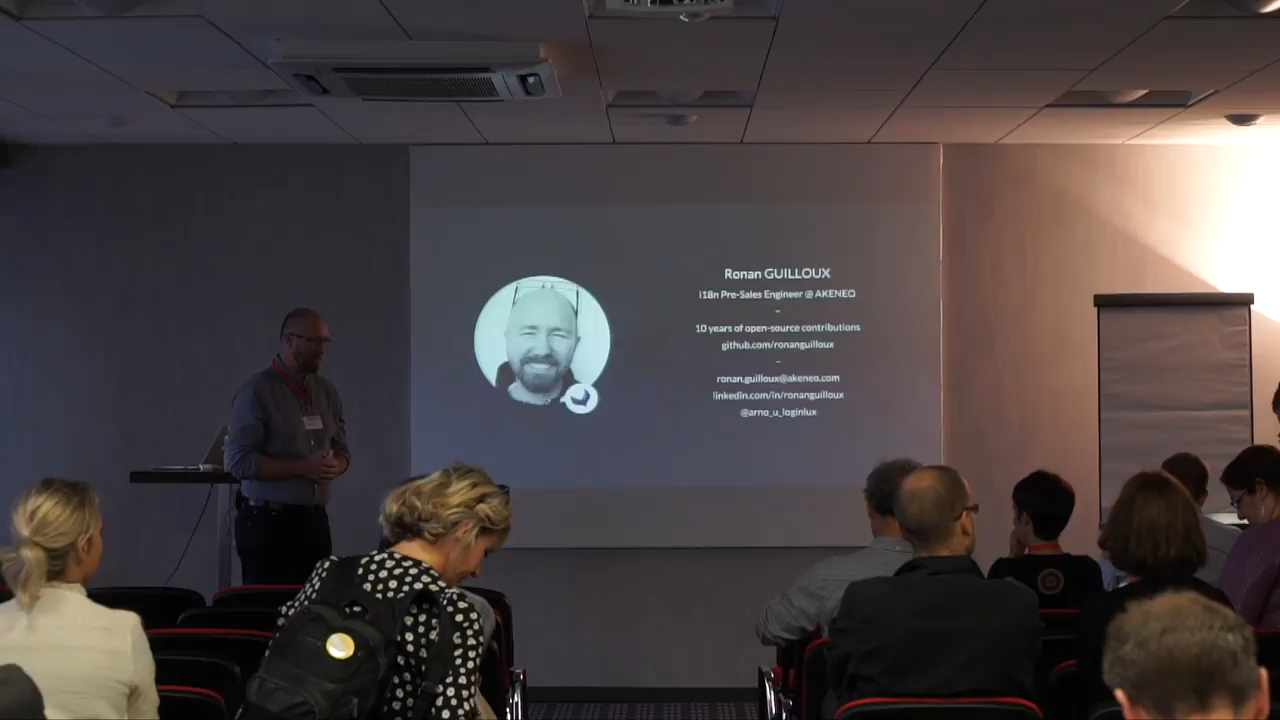 Ronan GUILLOUX
i18n Pre-Sales Engineer @ AKENEO
–
10 years of open-source contributions
github.com/ronanguilloux
–
ronan.guilloux@akeneo.com
linkedin.com/in/ronanguilloux
@arno_u_loginlux